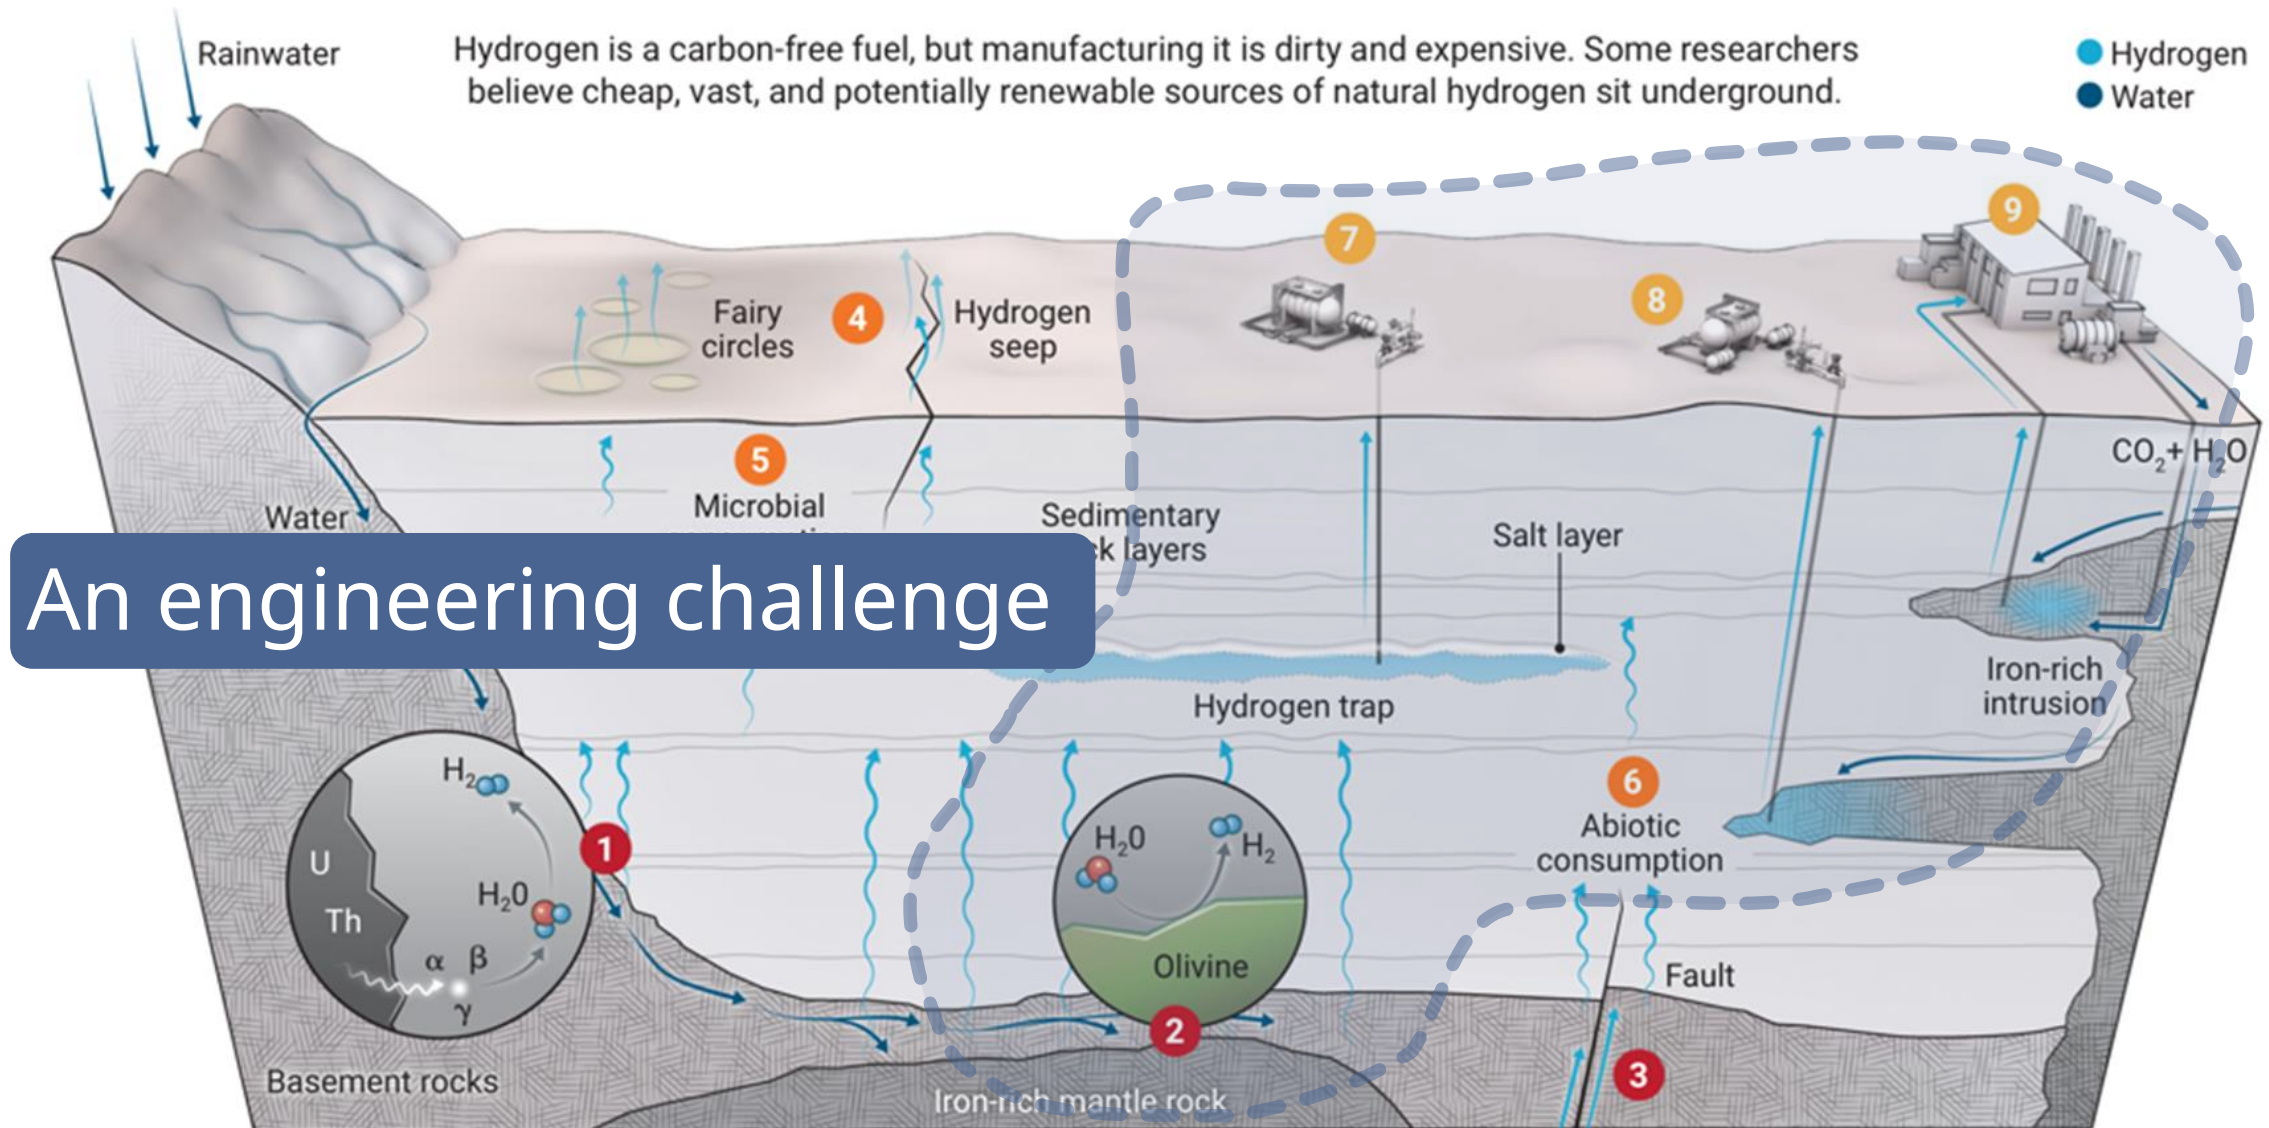 Rainwater
Hydrogen is a carbon-free fuel, but manufacturing it is dirty and expensive. Some researchers
believe cheap, vast, and potentially renewable sources of natural hydrogen sit underground.
Hydrogen
Water
7
8
9
Fairy
circles
4
Hydrogen
seep
5
Microbial
Water
Sedimentary
ck layers
Salt layer
CO₂+ H₂O
An engineering challenge
Hydrogen trap
Iron-rich
intrusion
6
Abiotic
consumption
H₂
U
Th
H₂0
α β
γ
1
H₂0
H₂
Olivine
2
Fault
3
Basement rocks
Iron-rich mantle rock